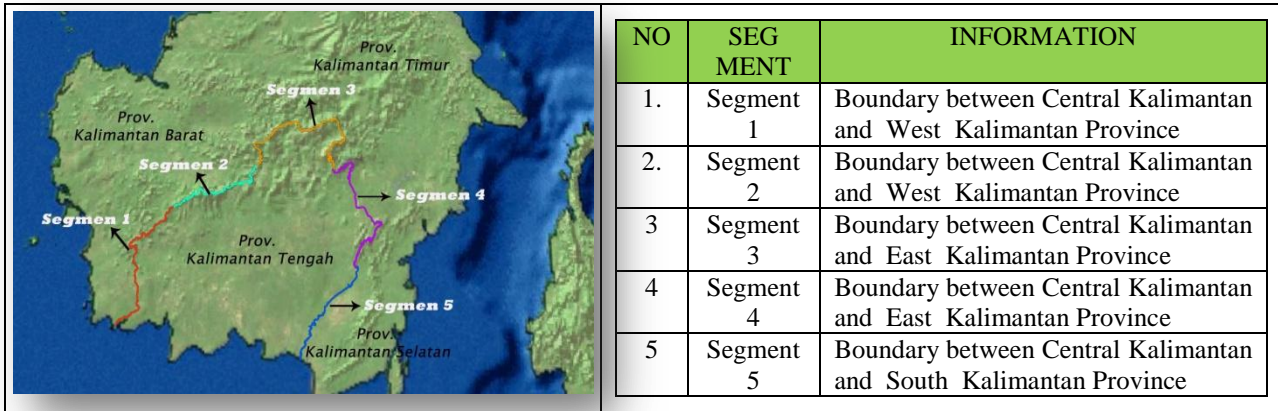 Prov.
Kalimantan Timur
Segmen 3
Prov.
Kalimantan Barat
Segmen 2
Segmen 4
Segmen 1
Prov.
Kalimantan Tengah
Segmen 5
Prov.
Kalimantan Selatan
NO
SEG
MENT
INFORMATION
1.
Segment
1
Boundary between Central Kalimantan
and West Kalimantan Province
2.
Segment
2
Boundary between Central Kalimantan
and West Kalimantan Province
3
Segment
3
Boundary between Central Kalimantan
and East Kalimantan Province
4
Segment
4
Boundary between Central Kalimantan
and East Kalimantan Province
5
Segment
5
Boundary between Central Kalimantan
and South Kalimantan Province